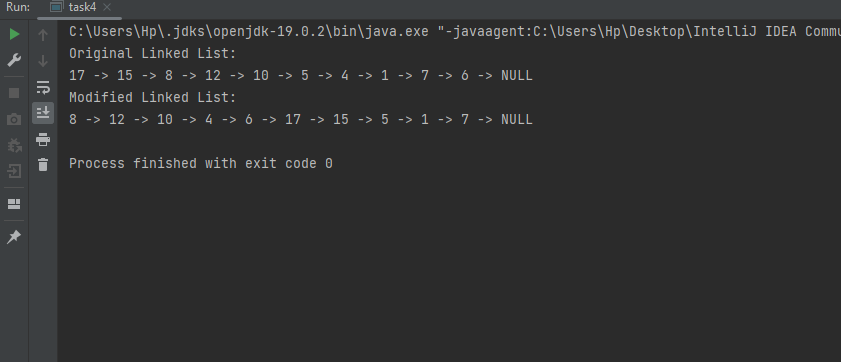 Run: task4
C:\Users\Hp\.jdks\openjdk-19.0.2\bin\java.exe "-javaagent:C:\Users\Hp\Desktop\IntelliJ IDEA Commu
Original Linked List:
17 -> 15 -> 8 -> 12 -> 10 -> 5 -> 4 -> 1 -> 7 -> 6 -> NULL
Modified Linked List:
8 -> 12 -> 10 -> 4 -> 6 -> 17 -> 15 -> 5 -> 1 -> 7 -> NULL
Process finished with exit code 0